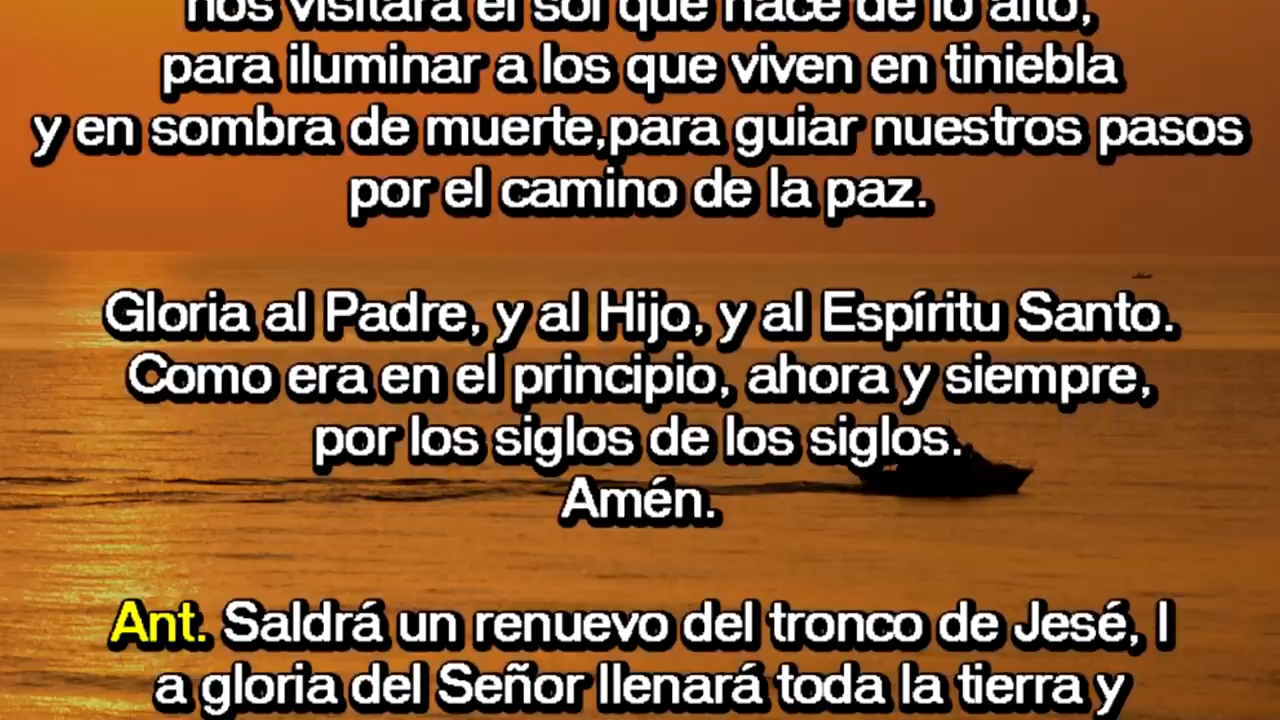 nos visitará el sol que nace de lo alto,
para iluminar a los que viven en tiniebla
y en sombra de muerte,para guiar nuestros pasos
por el camino de la paz.
Gloria al Padre, y al Hijo, y al Espíritu Santo.
Como era en el principio, ahora y siempre,
por los siglos de los siglos.
Amén.
Ant. Saldrá un renuevo del tronco de Jesé, l
a gloria del Señor llenará toda la tierra y